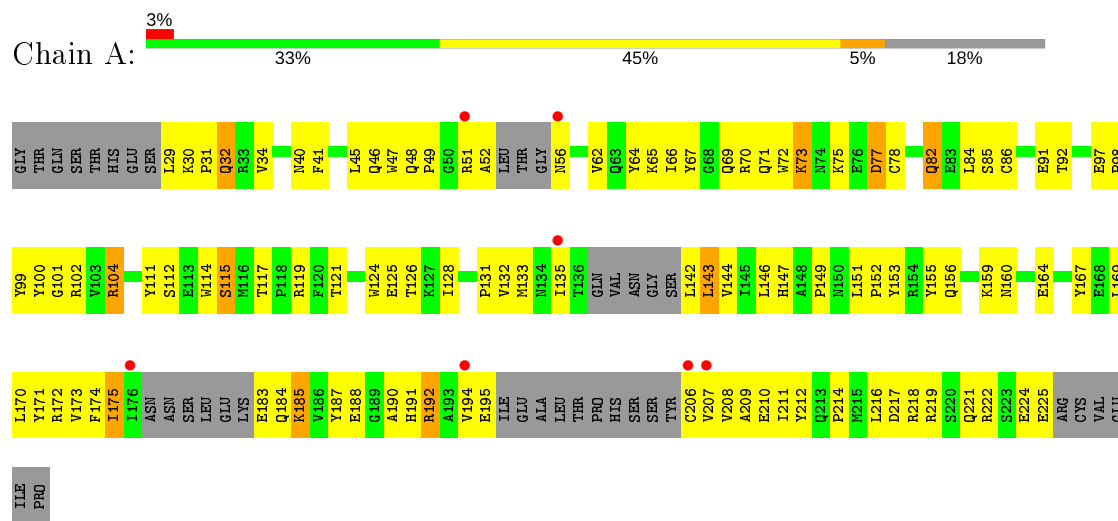 3%
Chain A:
33% 45% 5% 18%
GLY THR GLN SER THR HIS GLU SER L29 K30 P31 Q32 R33 V34 N40 F41 L45 Q46 W47 Q48 P49 G50 R51 A52 LEU THR GLY N56 V62 Q63 Y64 K65 I66 Y67 G68 Q69 R70 Q71 W72 K73 N74 K75 E76 D77 C78 Q82 E83 L84 S85 C86 E91 T92 E97 P98
Y99 Y100 G101 R102 V103 R104 Y111 S112 E113 W114 S115 M116 T117 P118 R119 F120 T121 W124 E125 T126 K127 I128 P131 V132 M133 N134 I135 T136 GLN VAL ASN GLY SER L142 L143 V144 I145 L146 H147 A148 P149 N150 L151 P152 Y153 R154 Y155 Q156 K159 N160 E164 Y167 E168 L169
L170 Y171 R172 V173 F174 I175 I176 ASN ASN SER LEU GLU LYS E183 Q184 K185 V186 Y187 E188 G189 A190 H191 R192 A193 V194 E195 ILE GLU ALA LEU THR PRO HIS SER SER TYR C206 V207 V208 A209 E210 I211 Y212 Q213 P214 M215 L216 D217 R218 R219 S220 Q221 R222 S223 E224 E225 ARG CYS VAL GLU
ILE PRO